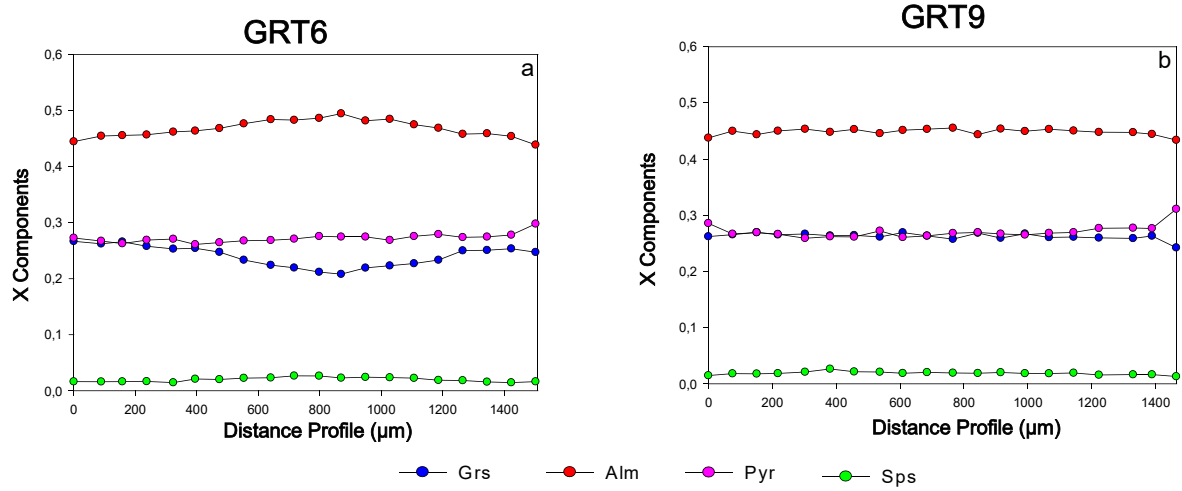 GRT6
a
0,6
0,5
0,4
0,3
0,2
0,1
0,0
X Components
0 200 400 600 800 1000 1200 1400
Distance Profile (µm)
GRT9
b
0,6
0,5
0,4
0,3
0,2
0,1
0,0
X Components
0 200 400 600 800 1000 1200 1400
Distance Profile (µm)
Grs Alm Pyr Sps